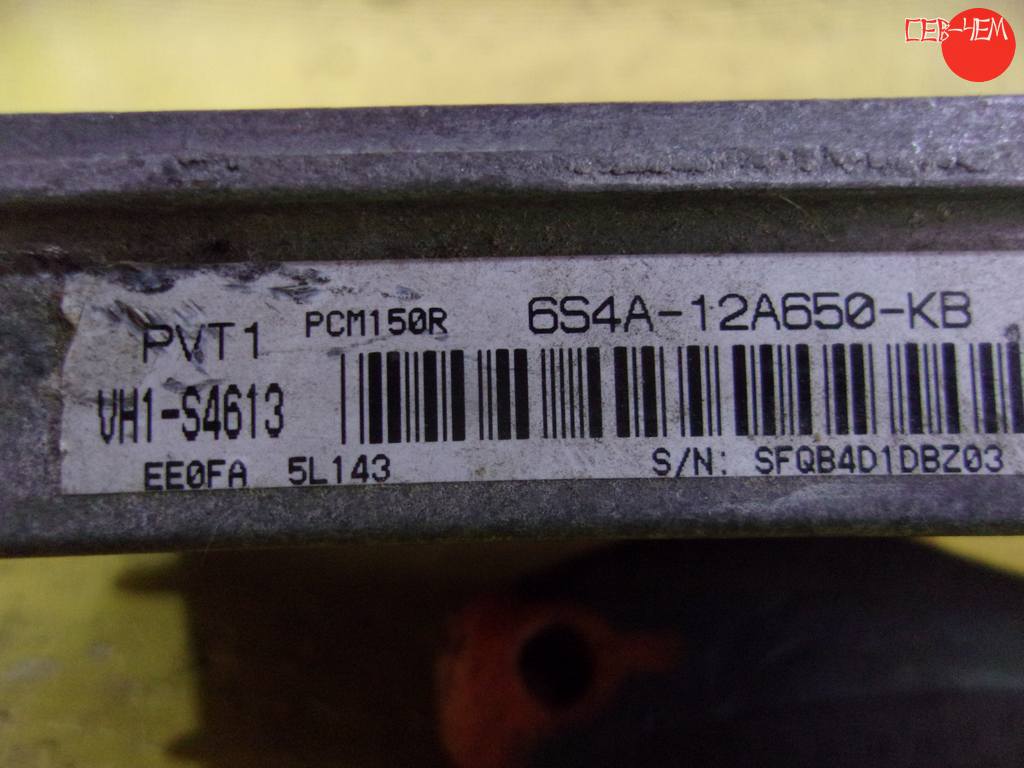 СЕВ-ЧЕМ
PVT1 PCM150R 6S4A-12A650-KB
VH1-S4613
EE0FA 5L143 S/N: SFQB4D1DBZ03